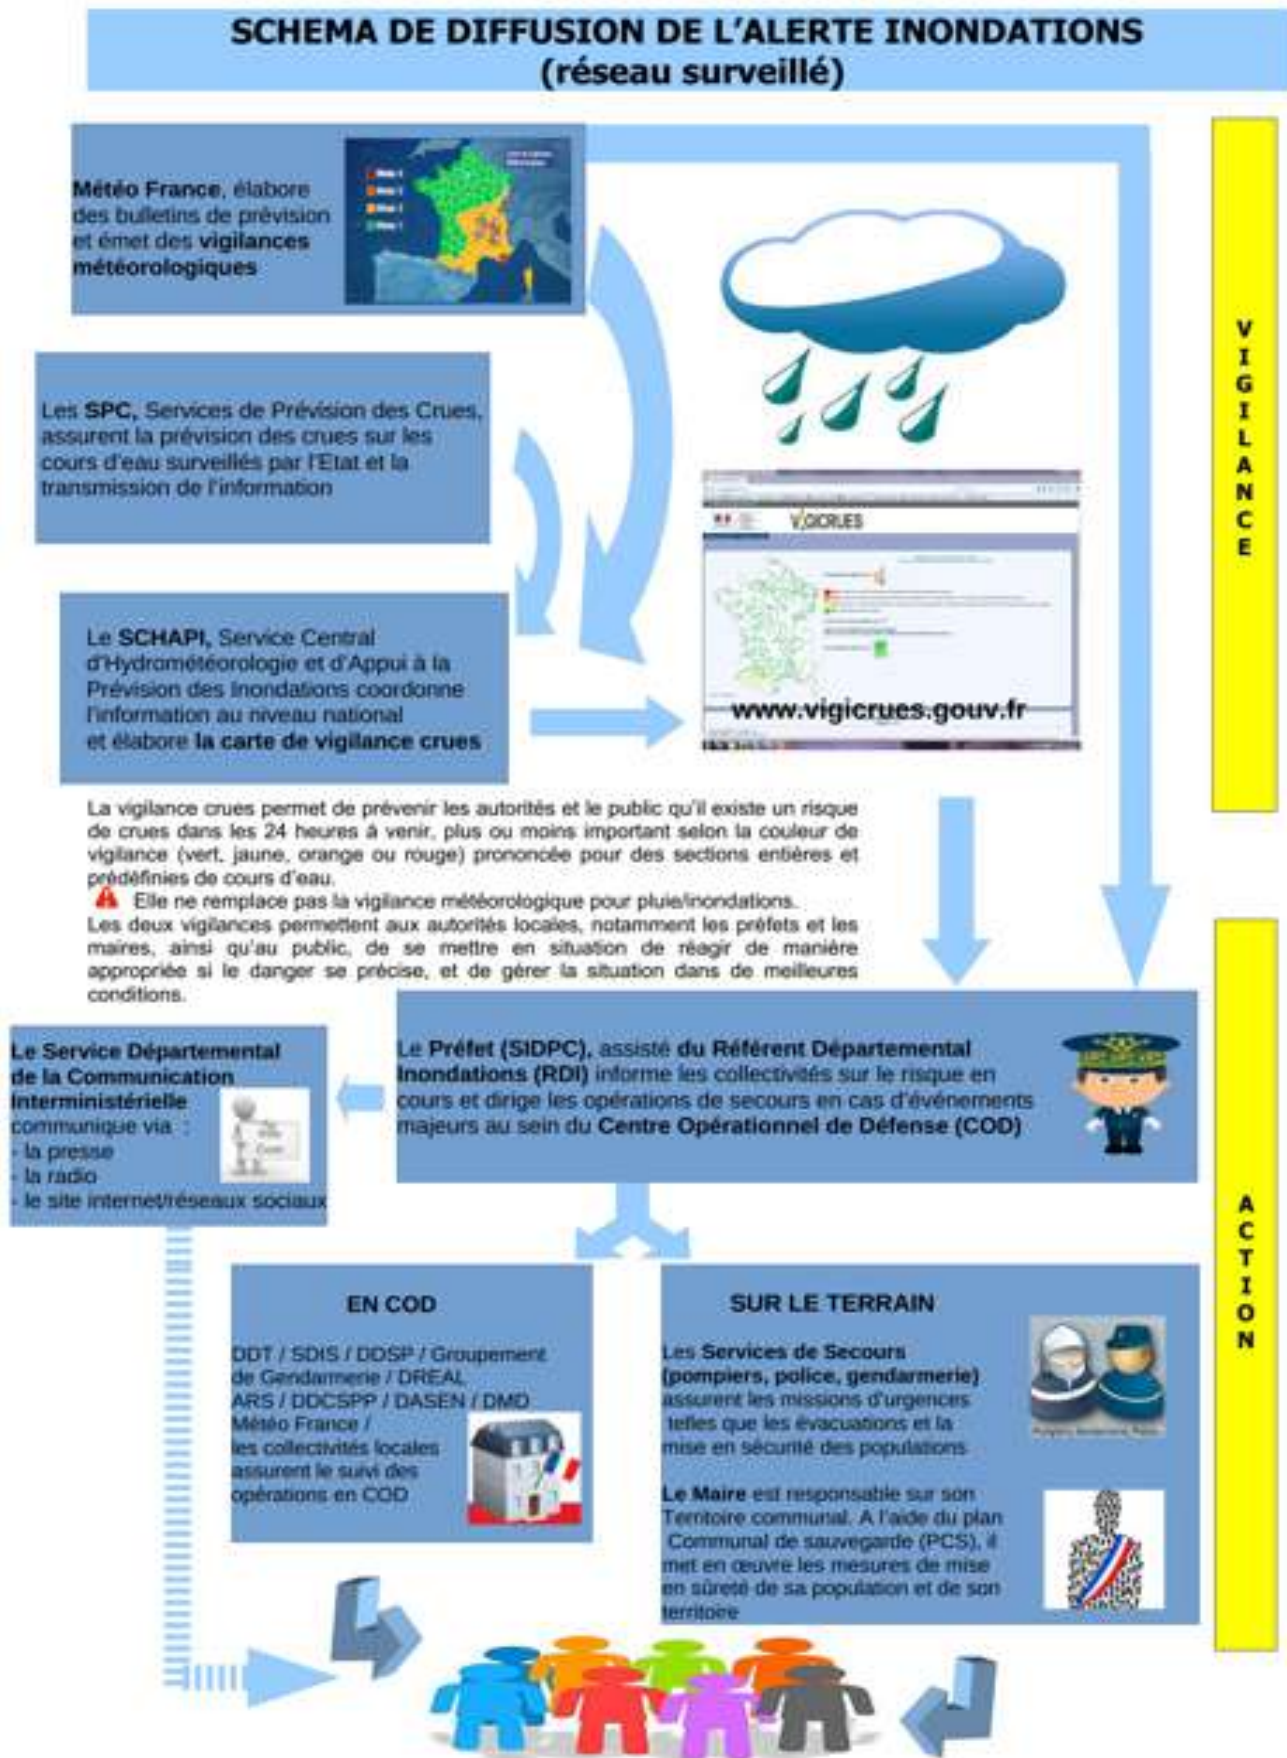 SCHEMA DE DIFFUSION DE L'ALERTE INONDATIONS
(réseau surveillé)
Météo France, élabore
des bulletins de prévision
et émet des vigilances
météorologiques
VIGILANCE
Les SPC, Services de Prévision des Crues,
assurent la prévision des crues sur les
cours d'eau surveillés par l'Etat et la
transmission de l'information
VIGICRUES
Le SCHAPI, Service Central
d'Hydrométéorologie et d'Appui à la
Prévision des Inondations coordonne
l'information au niveau national
et élabore la carte de vigilance crues
www.vigicrues.gouv.fr
La vigilance crues permet de prévenir les autorités et le public qu'il existe un risque
de crues dans les 24 heures à venir, plus ou moins important selon la couleur de
vigilance (vert, jaune, orange ou rouge) prononcée pour des sections entières et
prédéfinies de cours d'eau.
Elle ne remplace pas la vigilance météorologique pour pluie/inondations.
Les deux vigilances permettent aux autorités locales, notamment les préfets et les
maires, ainsi qu'au public, de se mettre en situation de réagir de manière
appropriée si le danger se précise, et de gérer la situation dans de meilleures
conditions.
ACTION
Le Préfet (SIDPC), assisté du Référent Départemental
Inondations (RDI) informe les collectivités sur le risque en
cours et dirige les opérations de secours en cas d'événements
majeurs au sein du Centre Opérationnel de Défense (COD)
Le Service Départemental
de la Communication
Interministérielle
communique via :
- la presse
- la radio
- le site internet/réseaux sociaux
EN COD
DDT / SDIS / DDSP / Groupement
de Gendarmerie / DREAL
ARS / DDCSPP / DASEN / DMD
Météo France /
les collectivités locales
assurent le suivi des
opérations en COD
SUR LE TERRAIN
Les Services de Secours
(pompiers, police, gendarmerie)
assurent les missions d'urgences
telles que les évacuations et la
mise en sécurité des populations
Le Maire est responsable sur son
Territoire communal. A l'aide du plan
Communal de sauvegarde (PCS), il
met en œuvre les mesures de mise
en sûreté de sa population et de son
territoire